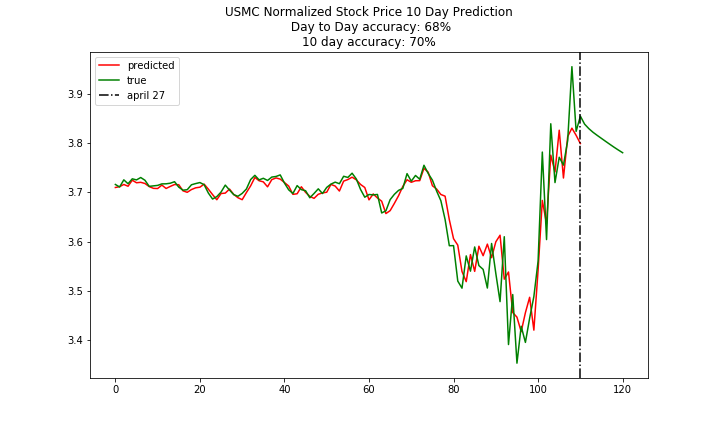 USMC Normalized Stock Price 10 Day Prediction
Day to Day accuracy: 68%
10 day accuracy: 70%
predicted
true
april 27
3.9
3.8
3.7
3.6
3.5
3.4
0 20 40 60 80 100 120